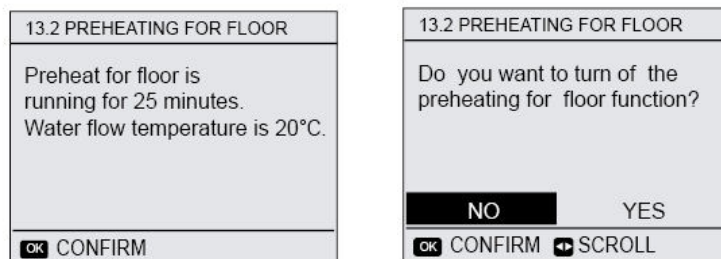 13.2 PREHEATING FOR FLOOR
Preheat for floor is
running for 25 minutes.
Water flow temperature is 20°C.
OK CONFIRM
13.2 PREHEATING FOR FLOOR
Do you want to turn of the
preheating for floor function?
NO YES
OK CONFIRM SCROLL